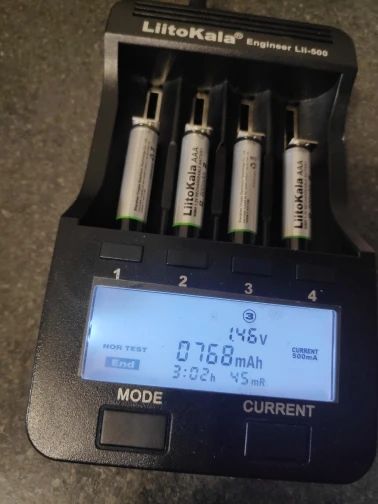 LiitoKala® Engineer Lii-500
LiitoKala AAA
LiitoKala AAA
1 2 3 4
3
1.46V
NOR TEST
0768mAh
CURRENT
500mA
End
3:02h 45mR
MODE
CURRENT